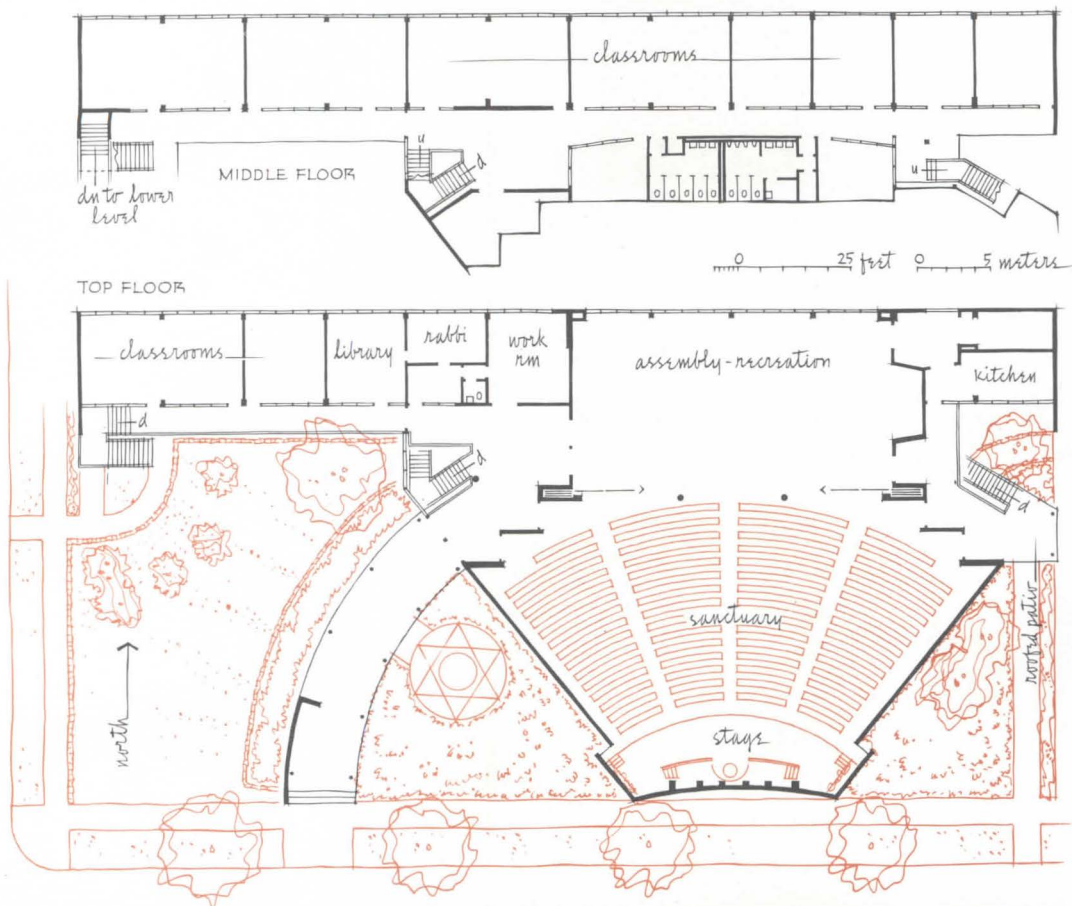 classrooms
u
d
u
MIDDLE FLOOR
dn to lower
level
0 25 feet 0 5 meters
TOP FLOOR
classrooms
library
rabbi
work
rm
assembly-recreation
kitchen
d
d
d
sanctuary
roofed patio
north
stage